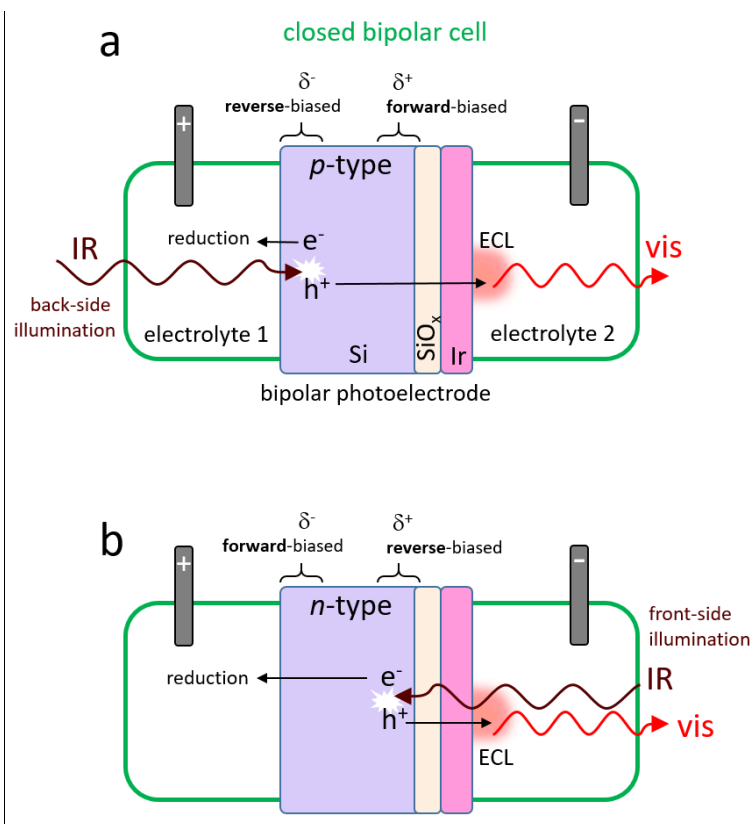 a
closed bipolar cell
δ- δ+
reverse-biased forward-biased
+ -
p-type
IR
reduction e-
ECL
vis
h+
back-side
illumination
electrolyte 1
Si
SiOx
Ir
electrolyte 2
bipolar photoelectrode
b
δ- δ+
forward-biased reverse-biased
+ -
n-type
front-side
illumination
reduction e-
IR
h+
vis
ECL